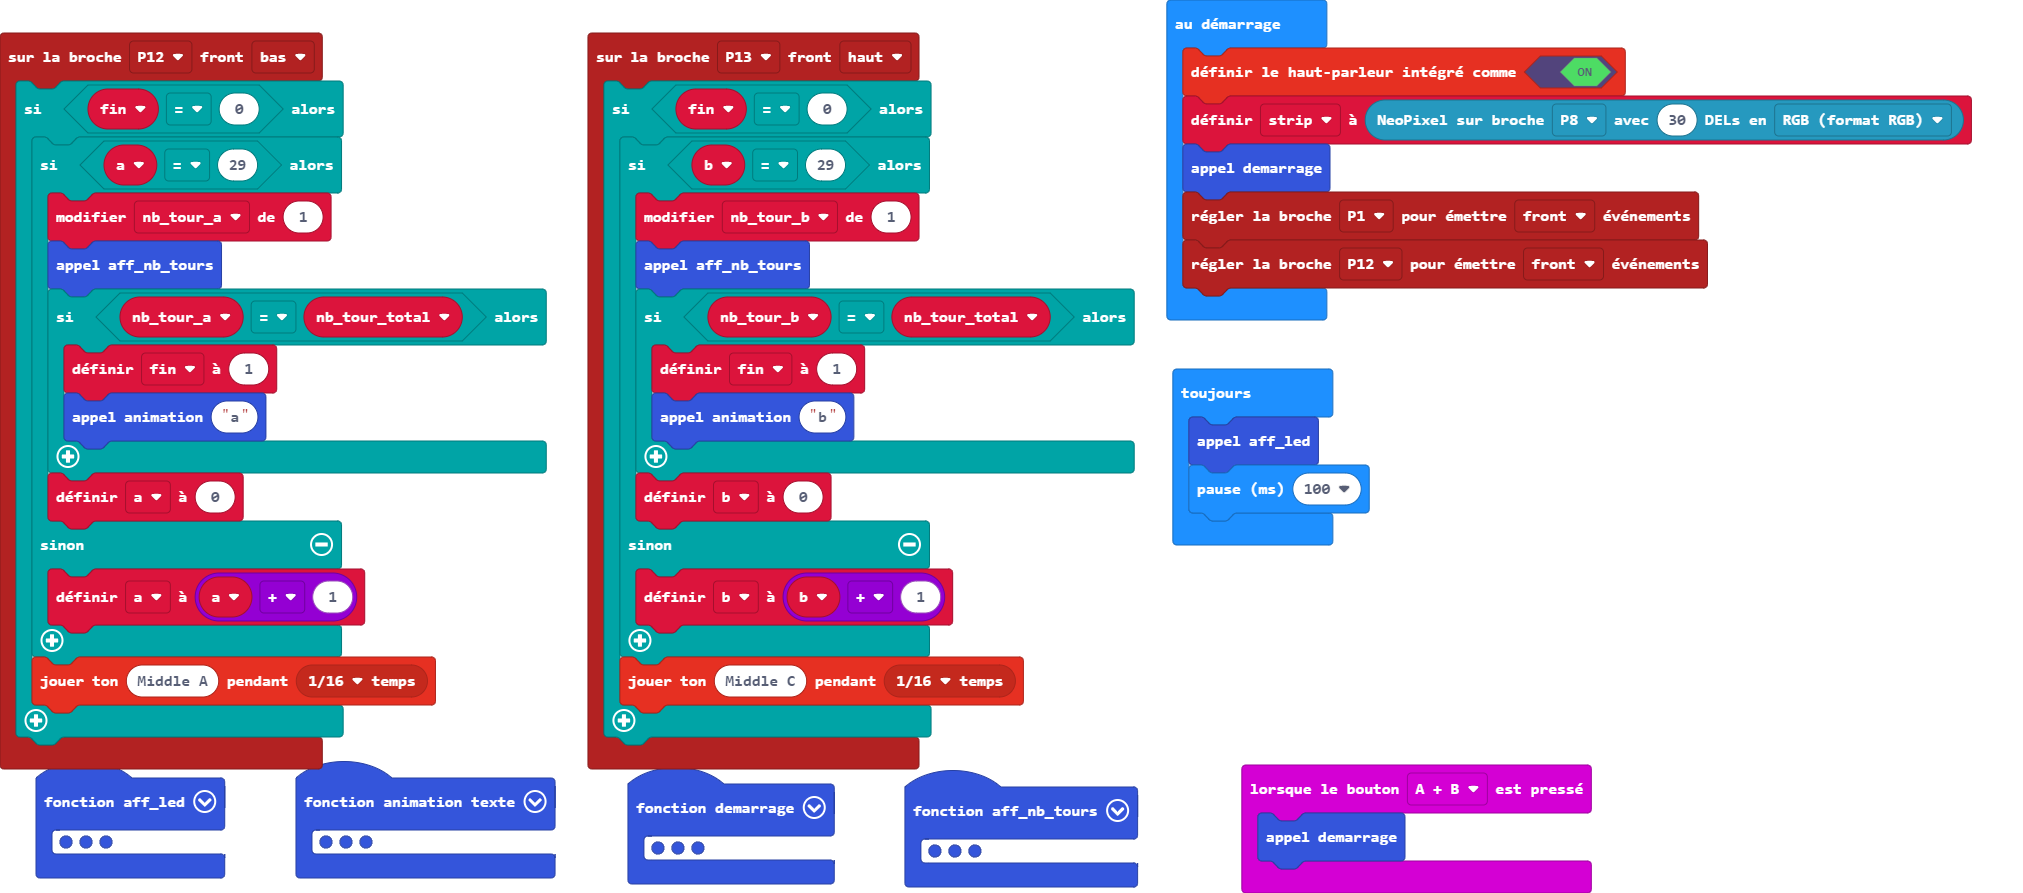 sur la broche P12 front bas
si fin = 0 alors
si a = 29 alors
modifier nb_tour_a de 1
appel aff_nb_tours
si nb_tour_a = nb_tour_total alors
définir fin à 1
appel animation "a"
définir a à 0
sinon
définir a à a + 1
jouer ton Middle A pendant 1/16 temps
sur la broche P13 front haut
si fin = 0 alors
si b = 29 alors
modifier nb_tour_b de 1
appel aff_nb_tours
si nb_tour_b = nb_tour_total alors
définir fin à 1
appel animation "b"
définir b à 0
sinon
définir b à b + 1
jouer ton Middle C pendant 1/16 temps
au démarrage
définir le haut-parleur intégré comme ON
définir strip à NeoPixel sur broche P8 avec 30 DELs en RGB (format RGB)
appel demarrage
régler la broche P1 pour émettre front événements
régler la broche P12 pour émettre front événements
toujours
appel aff_led
pause (ms) 100
fonction aff_led
fonction animation texte
fonction demarrage
fonction aff_nb_tours
lorsque le bouton A + B est pressé
appel demarrage